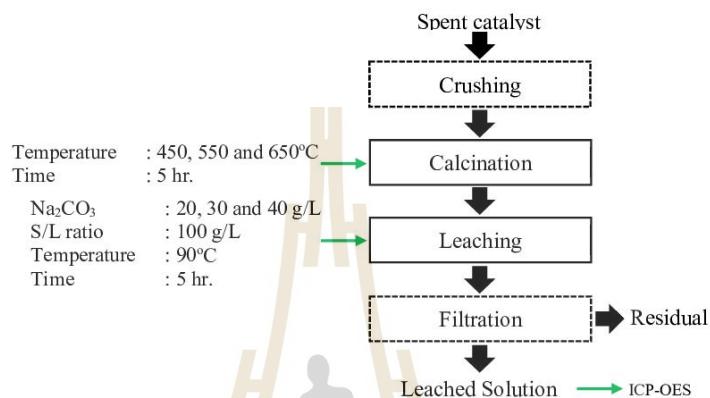 Spent catalyst
Crushing
Temperature : 450, 550 and 650ºC
Time : 5 hr.
Calcination
Na₂CO₃ : 20, 30 and 40 g/L
S/L ratio : 100 g/L
Temperature : 90ºC
Time : 5 hr.
Leaching
Filtration
Residual
Leached Solution
ICP-OES